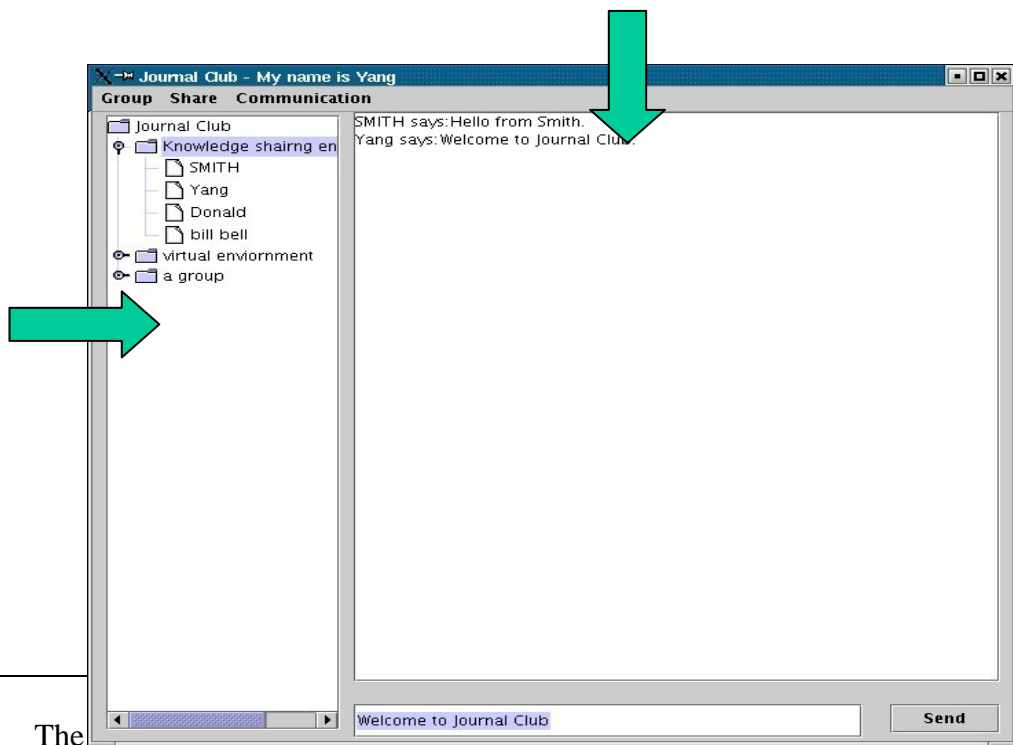 Journal Club - My name is Yang
Group Share Communication
Journal Club
Knowledge shairng en
SMITH
Yang
Donald
bill bell
virtual enviornment
a group
SMITH says:Hello from Smith.
Yang says:Welcome to Journal Club.
Welcome to Journal Club
Send
The